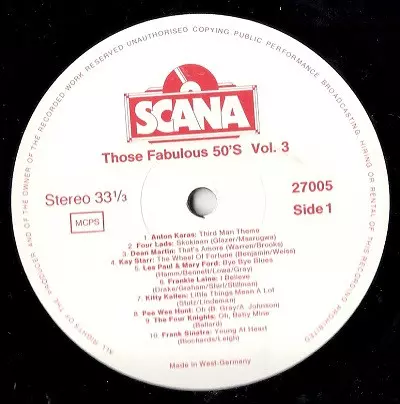 ALL RIGHTS OF THE PRODUCER AND OF THE OWNER OF THE RECORDED WORK RESERVED UNAUTHORISED COPYING PUBLIC PERFORMANCE BROADCASTING HIRING OR RENTING OF THIS RECORDING PROHIBITED
SCANA
Those Fabulous 50'S Vol. 3
Stereo 33 1/3
27005
MCPS
Side 1
1. Anton Karas: Third Man Theme
2. Four Lads: Skokiaan (Glazer/Msarurgwa)
3. Dean Martin: That's Amore (Warren/Brooks)
4. Kay Starr: The Wheel Of Fortune (Benjamin/Weiss)
5. Les Paul & Mary Ford: Bye Bye Blues
(Hamm/Bennett/Lown/Gray)
6. Frankie Laine: I Believe
(Drake/Graham/Shirl/Stillman)
7. Kitty Kallen: Little Things Mean A Lot
(Stutz/Lindeman)
8. Pee Wee Hunt: Oh (B. Gray/A. Johnson)
9. The Four Knights: Oh, Baby Mine
(Ballard)
10. Frank Sinatra: Young At Heart
(Richards/Leigh)
Made in West-Germany